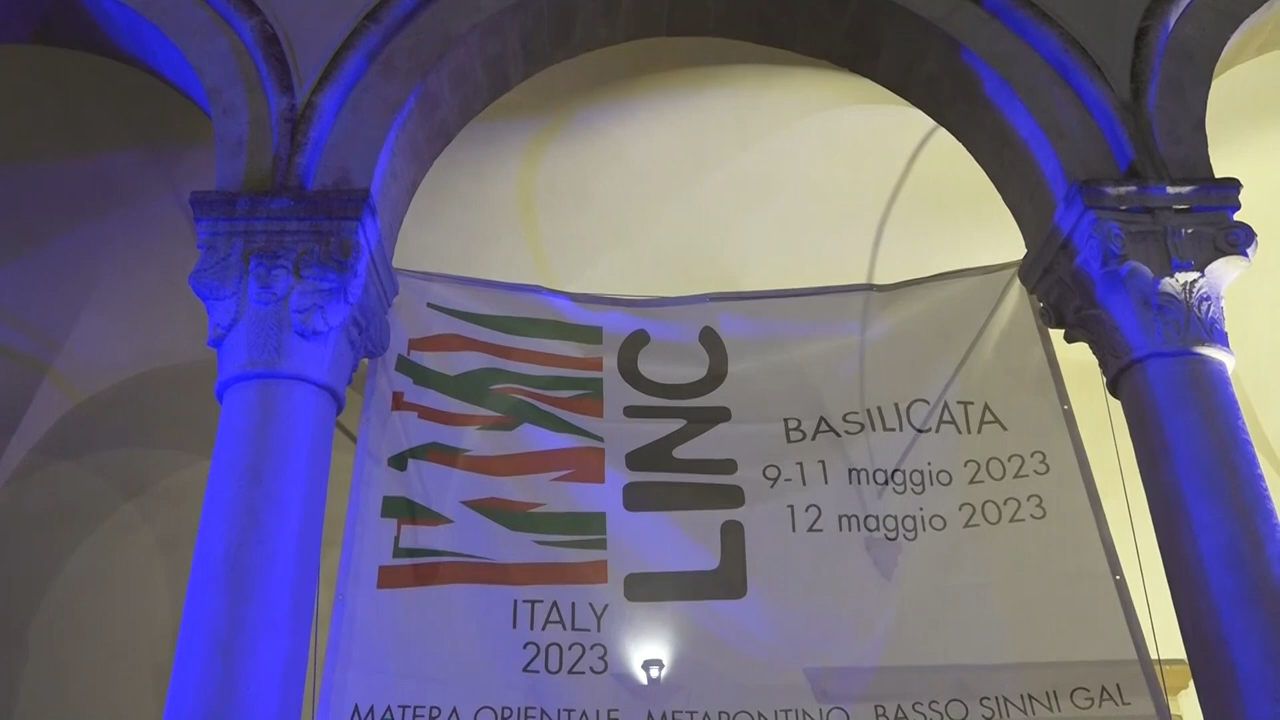 LINC
ITALY
2023
BASILICATA
9-11 maggio 2023
12 maggio 2023
MATERA ORIENTALE METAPONTINO BASSO SINNI GAL